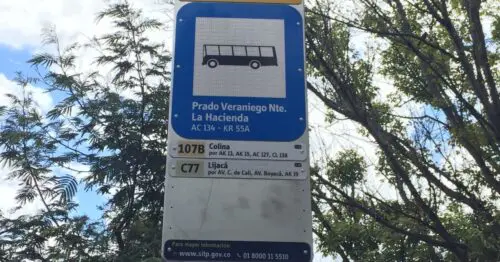 Prado Veraniego Nte.
La Hacienda
AC 134 - KR 55A
107B Colina
por AK 13, AK 15, AC 127, CL 138
C77 Lijacá
por AV. C. de Cali, AV. Boyacá, AK 19
Para mayor información:
www.sitp.gov.co 01 8000 11 5510